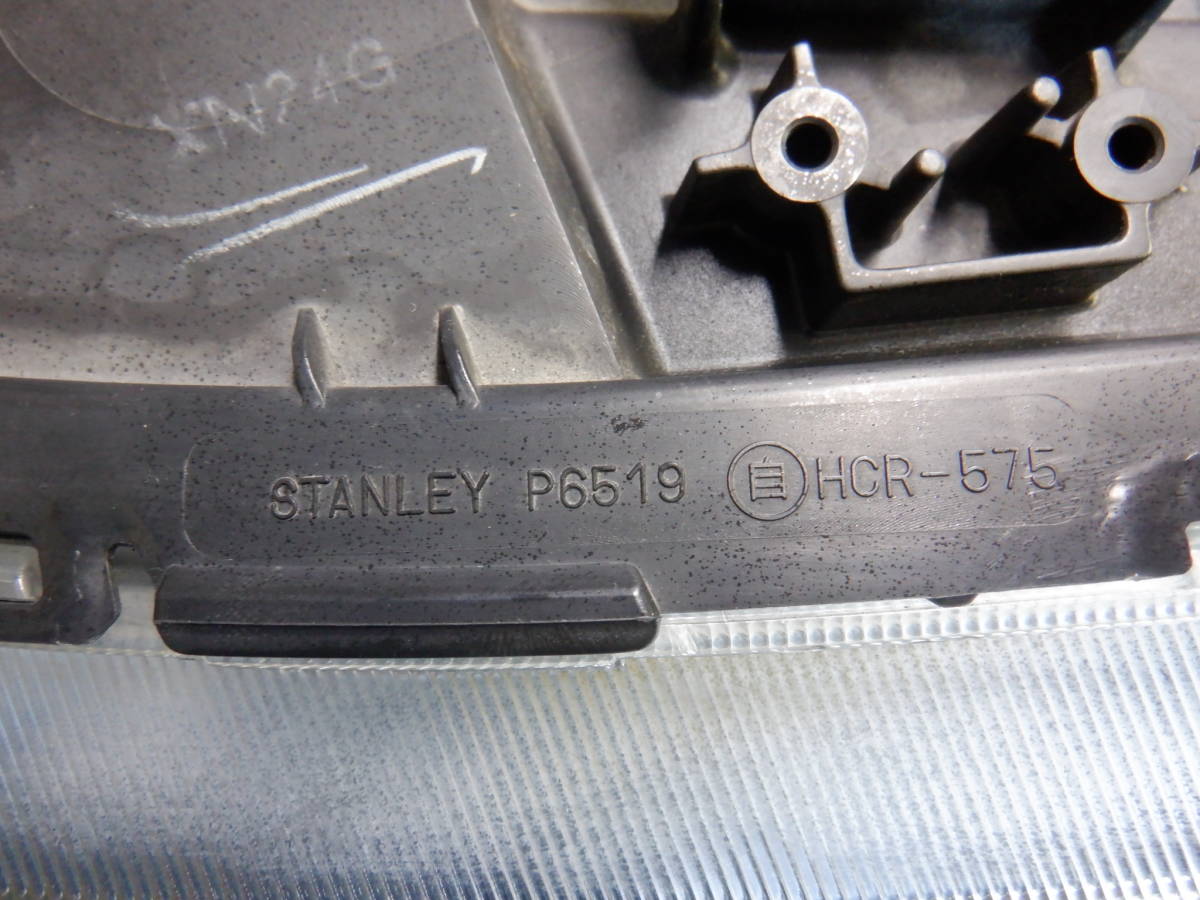 STANLEY P6519 自 HCR-575